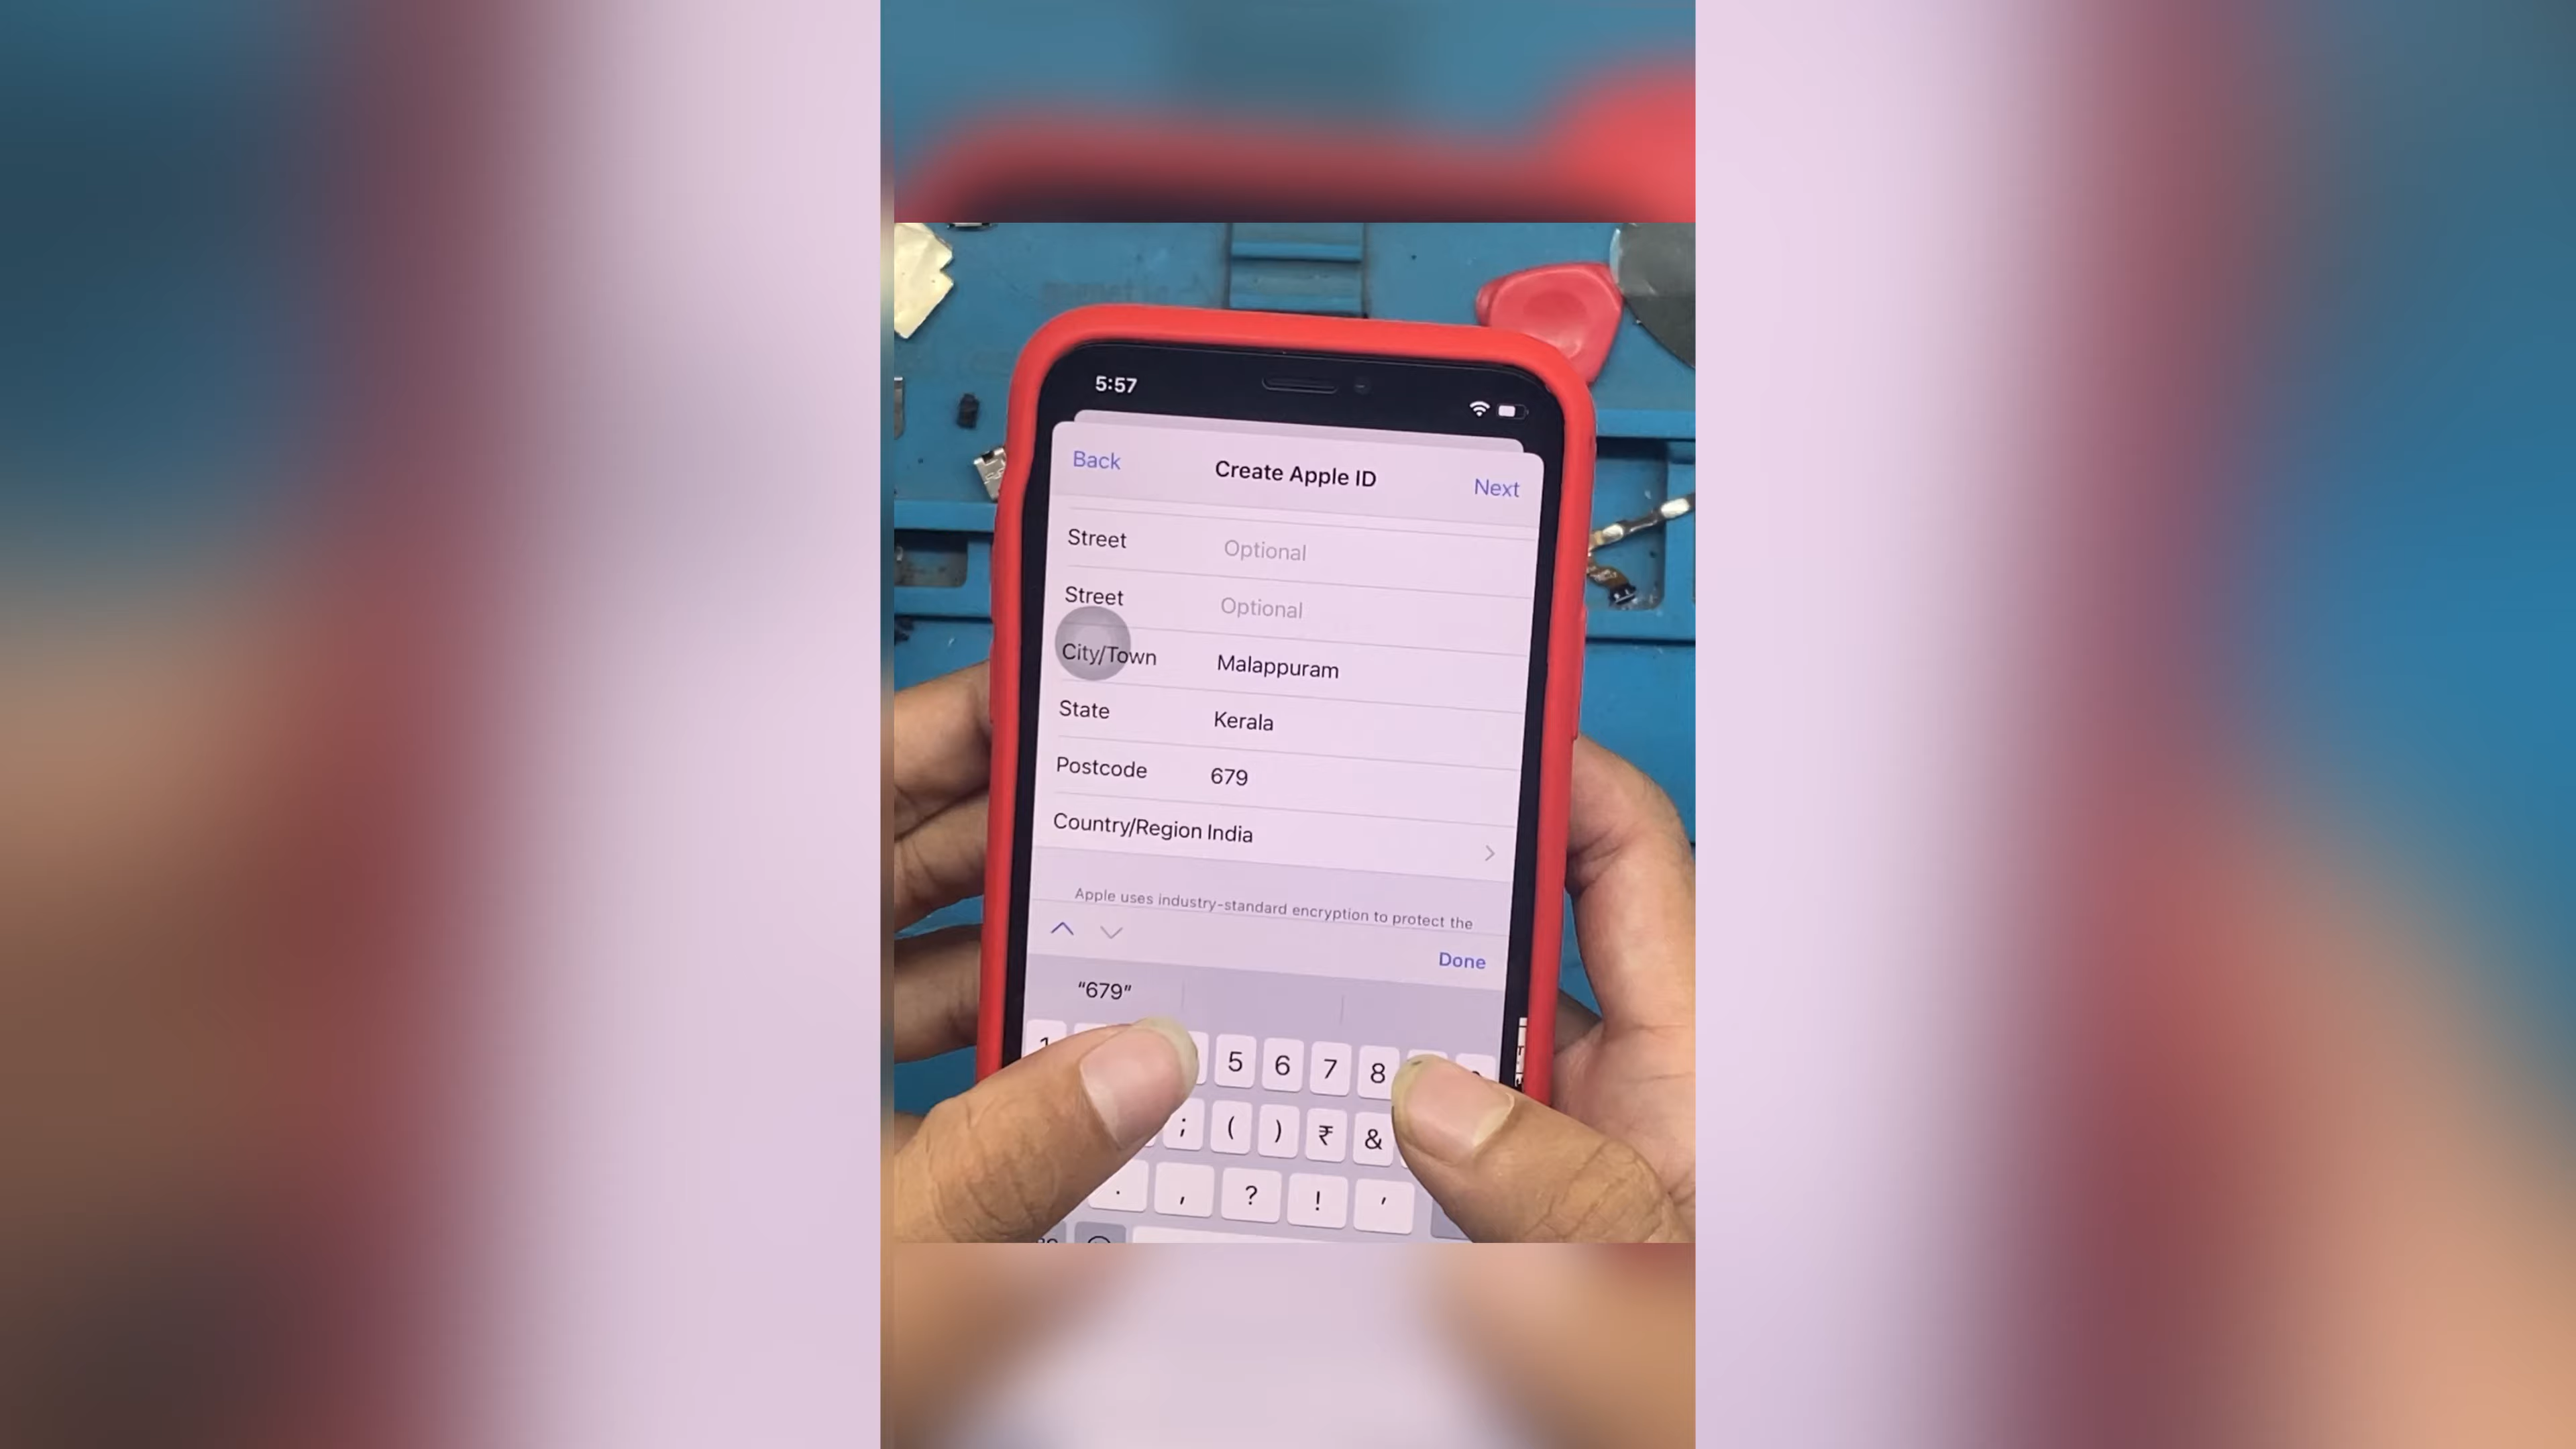 5:57
Back Create Apple ID Next
Street Optional
Street Optional
City/Town Malappuram
State Kerala
Postcode 679
Country/Region India
Apple uses industry-standard encryption to protect the
Done
“679”
5 6 7 8
; ( ) ₹ &
. , ? ! ’